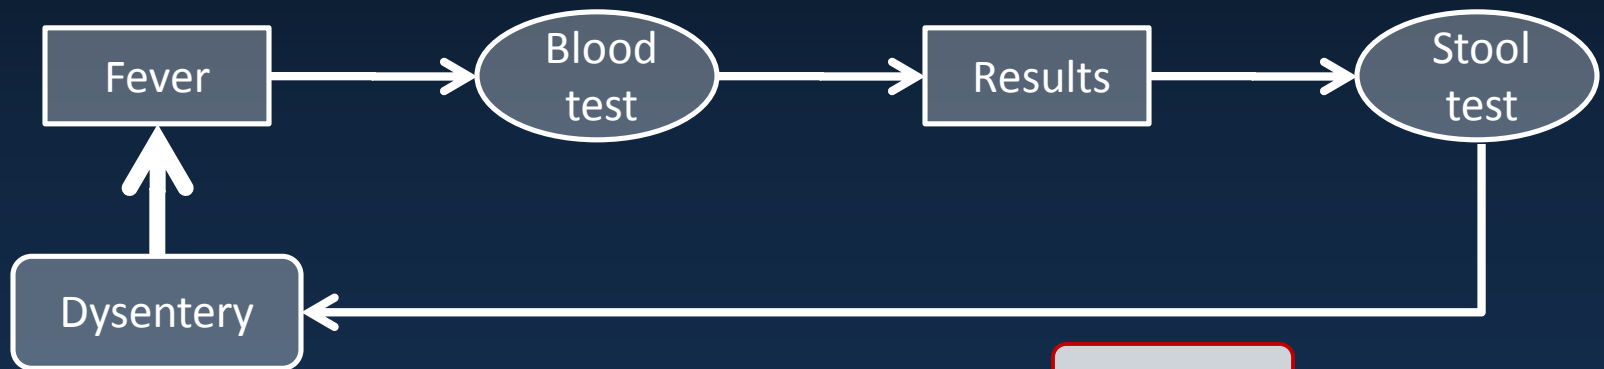 Fever
Blood
test
Results
Stool
test
Dysentery